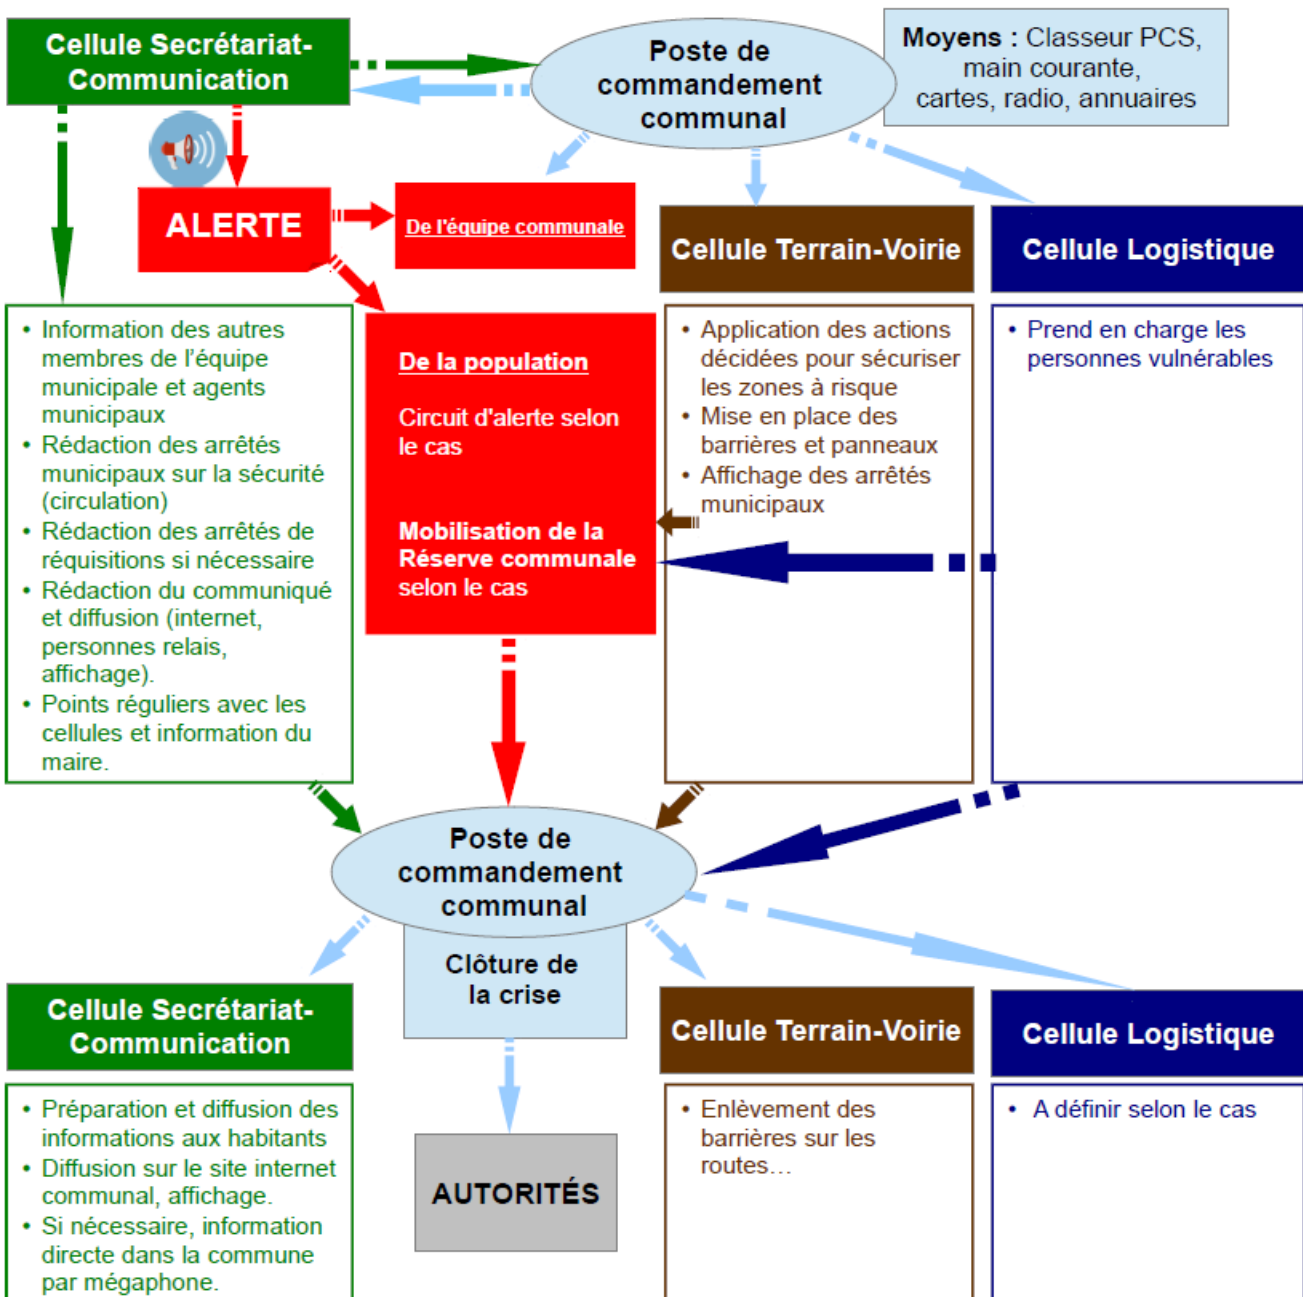 Cellule Secrétariat-
Communication
Poste de
commandement
communal
Moyens : Classeur PCS,
main courante,
cartes, radio, annuaires
ALERTE
De l'équipe communale
Cellule Terrain-Voirie
Cellule Logistique
• Information des autres
membres de l'équipe
municipale et agents
municipaux
• Rédaction des arrêtés
municipaux sur la sécurité
(circulation)
• Rédaction des arrêtés de
réquisitions si nécessaire
• Rédaction du communiqué
et diffusion (internet,
personnes relais,
affichage).
• Points réguliers avec les
cellules et information du
maire.
De la population
Circuit d'alerte selon
le cas
Mobilisation de la
Réserve communale
selon le cas
• Application des actions
décidées pour sécuriser
les zones à risque
• Mise en place des
barrières et panneaux
• Affichage des arrêtés
municipaux
• Prend en charge les
personnes vulnérables
Poste de
commandement
communal
Clôture de
la crise
Cellule Secrétariat-
Communication
Cellule Terrain-Voirie
Cellule Logistique
• Préparation et diffusion des
informations aux habitants
• Diffusion sur le site internet
communal, affichage.
• Si nécessaire, information
directe dans la commune
par mégaphone.
AUTORITÉS
• Enlèvement des
barrières sur les
routes…
• A définir selon le cas